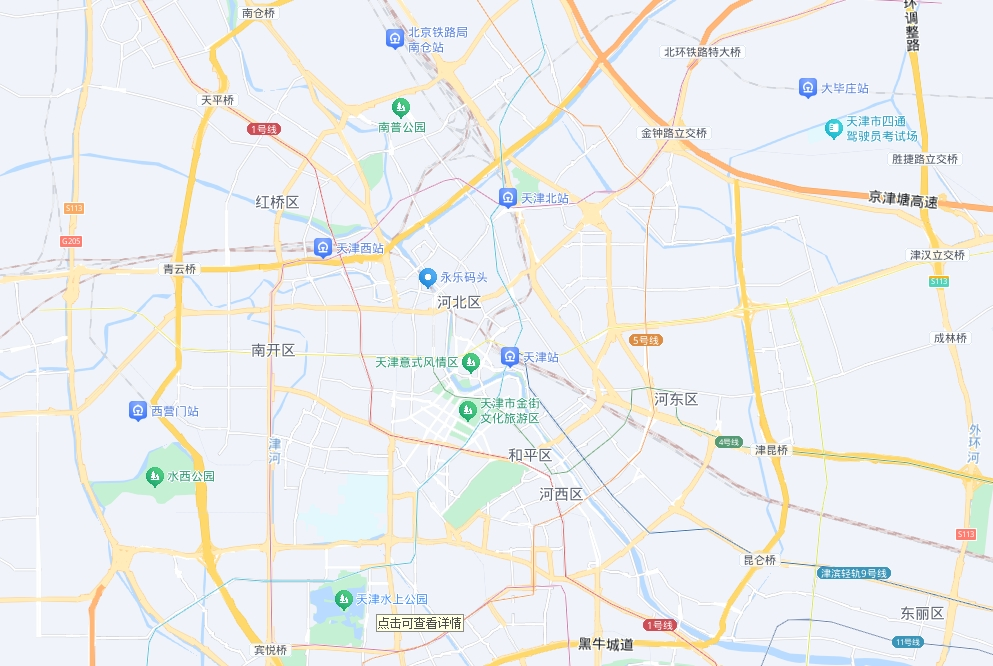 南仓桥
环调整路
北京铁路局
南仓站
北环铁路特大桥
大毕庄站
天平桥
南普公园
1号线
天津市四通
驾驶员考试场
金钟路立交桥
胜捷路立交桥
红桥区
天津北站
京津塘高速
S113
G205
天津西站
津汉立交桥
青云桥
永乐码头
S113
河北区
成林桥
5号线
南开区
天津意式风情区
天津站
河东区
西营门站
天津市金街
文化旅游区
4号线
外环河
津河
和平区
津昆桥
水西公园
河西区
S113
昆仑桥
津滨轻轨9号线
天津水上公园
点击可查看详情
东丽区
1号线
黑牛城道
11号线
宾悦桥